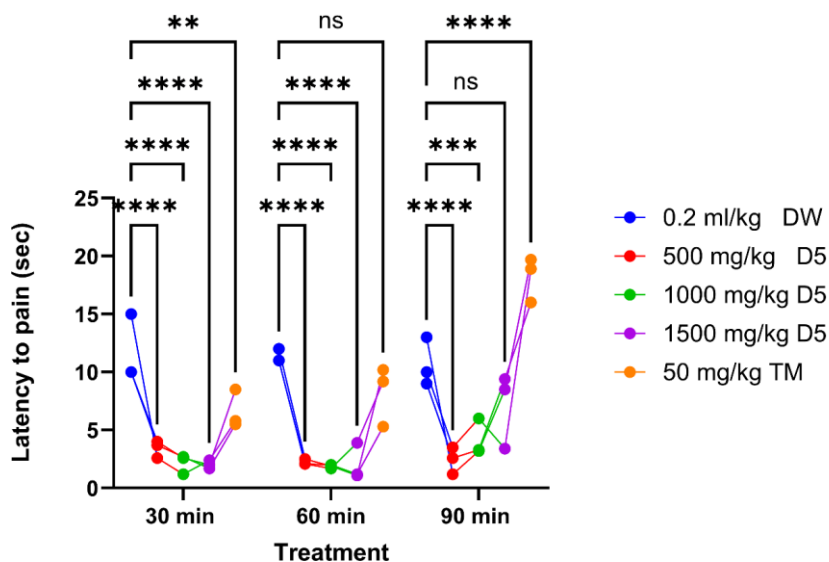 ** ns ****
**** **** ns
**** **** ***
**** **** ****
25
20
15
10
5
0
Latency to pain (sec)
30 min 60 min 90 min
Treatment
0.2 ml/kg DW
500 mg/kg D5
1000 mg/kg D5
1500 mg/kg D5
50 mg/kg TM